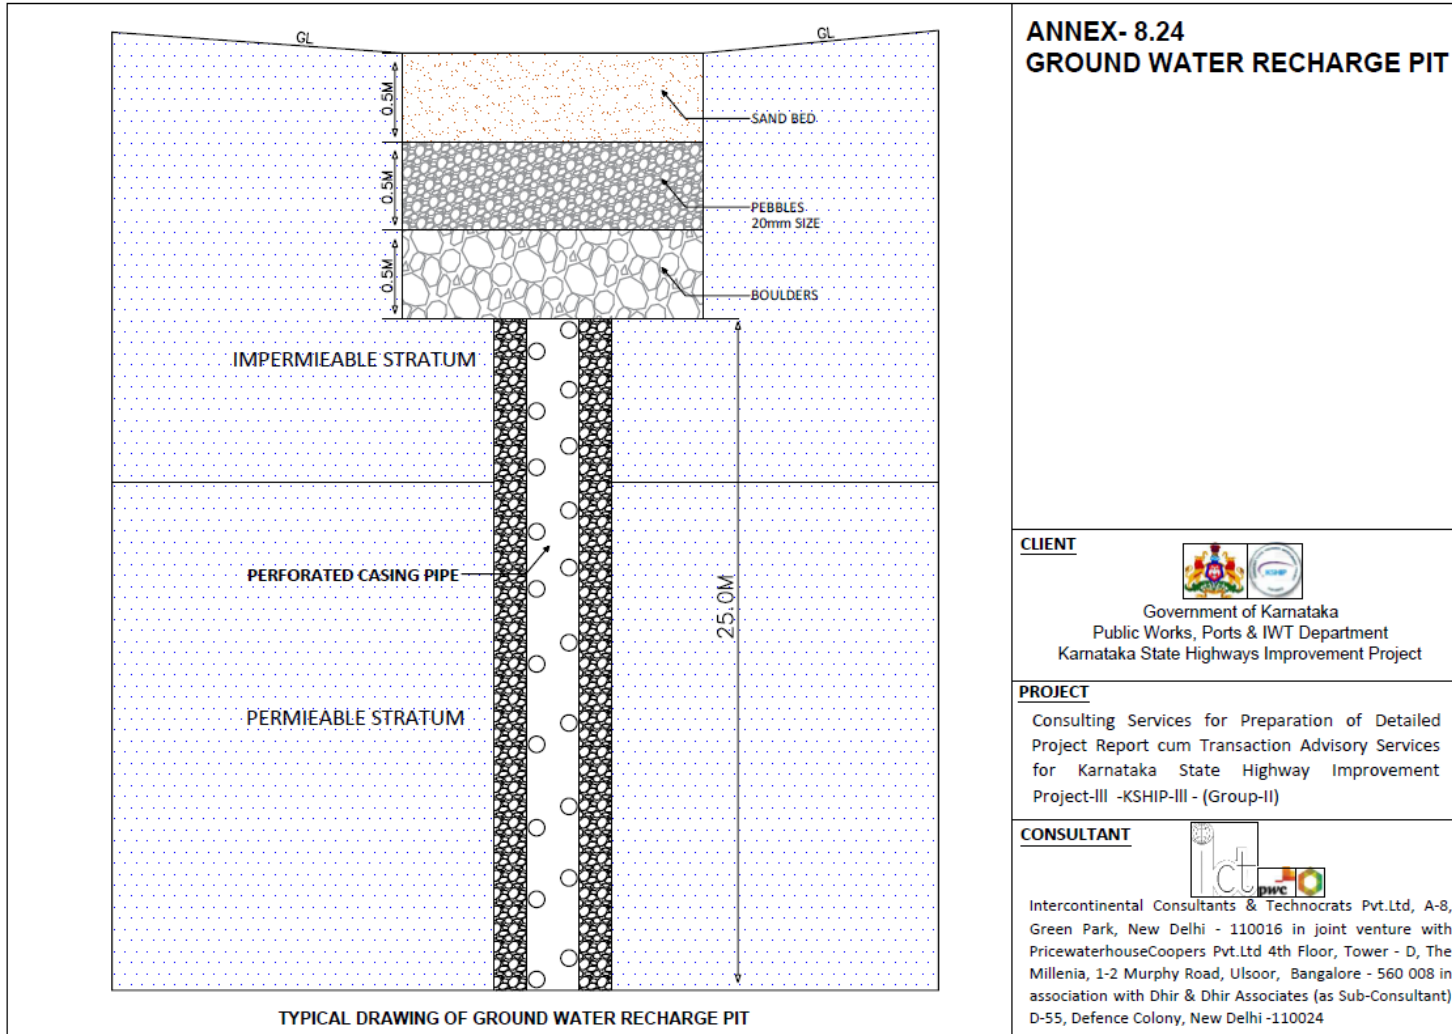 ANNEX- 8.24
GROUND WATER RECHARGE PIT
GL
GL
0.5M
SAND BED
0.5M
PEBBLES
20mm SIZE
0.5M
BOULDERS
IMPERMIEABLE STRATUM
PERFORATED CASING PIPE
25.0M
PERMIEABLE STRATUM
TYPICAL DRAWING OF GROUND WATER RECHARGE PIT
CLIENT
KSHIP
Government of Karnataka
Public Works, Ports & IWT Department
Karnataka State Highways Improvement Project
PROJECT
Consulting Services for Preparation of Detailed
Project Report cum Transaction Advisory Services
for Karnataka State Highway Improvement
Project-III -KSHIP-III - (Group-II)
CONSULTANT
ict
pwc
Intercontinental Consultants & Technocrats Pvt.Ltd, A-8,
Green Park, New Delhi - 110016 in joint venture with
PricewaterhouseCoopers Pvt.Ltd 4th Floor, Tower - D, The
Millenia, 1-2 Murphy Road, Ulsoor, Bangalore - 560 008 in
association with Dhir & Dhir Associates (as Sub-Consultant)
D-55, Defence Colony, New Delhi -110024